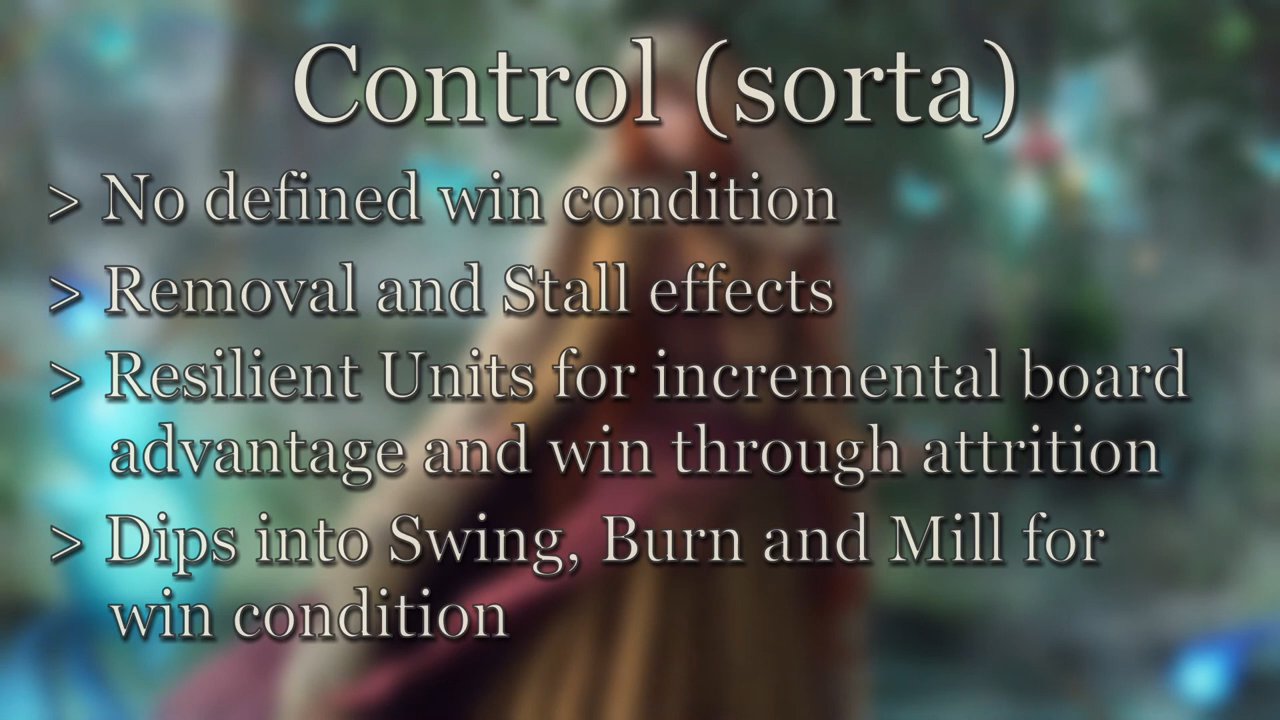 Control (sorta)
> No defined win condition
> Removal and Stall effects
> Resilient Units for incremental board
advantage and win through attrition
> Dips into Swing, Burn and Mill for
win condition